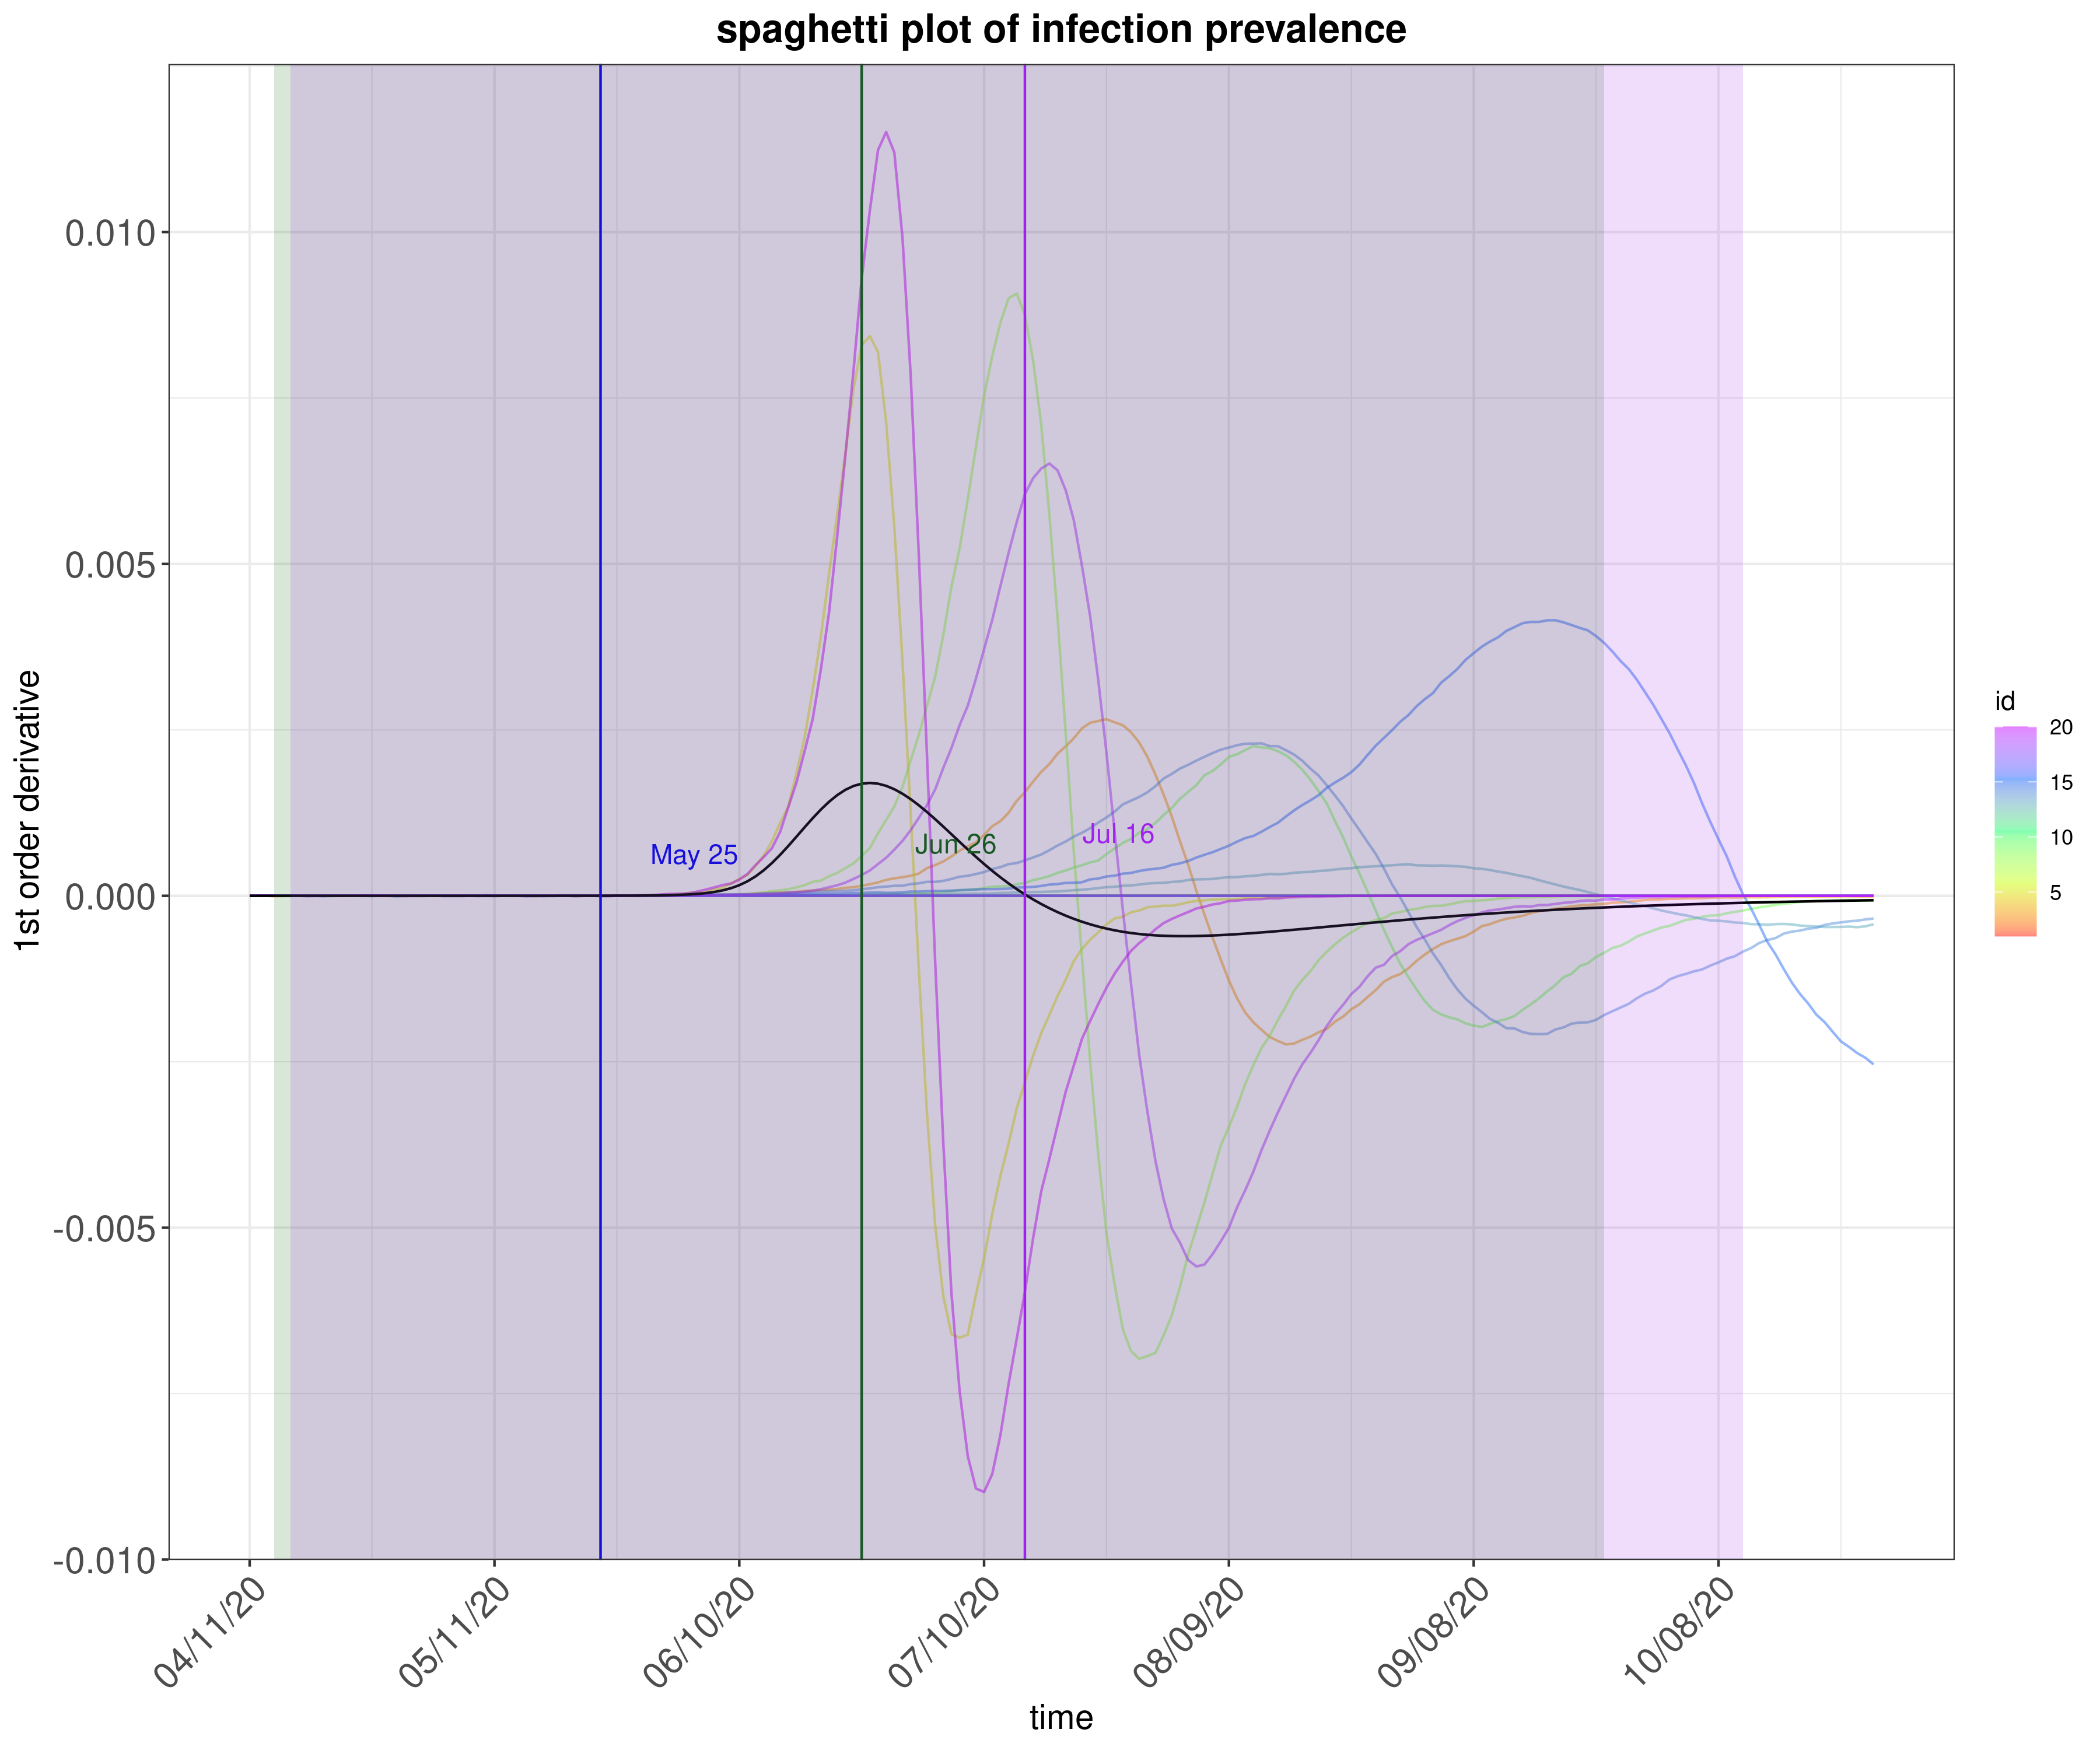 spaghetti plot of infection prevalence
1st order derivative
0.010
0.005
0.000
-0.005
-0.010
May 25
Jun 26
Jul 16
04/11/20
05/11/20
06/10/20
07/10/20
08/09/20
09/08/20
10/08/20
time
id
20
15
10
5